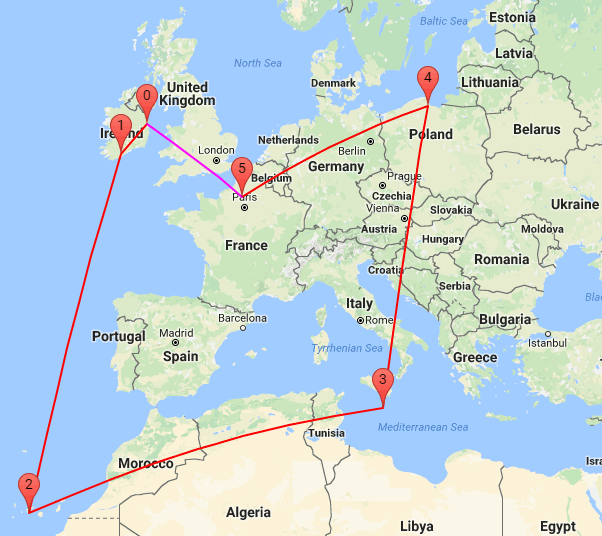 Estonia
Baltic Sea
Latvia
North Sea
Denmark
Lithuania
4
United
Kingdom
0
1
Ireland
Poland
Belarus
London
Netherlands
Berlin
Germany
5
Belgium
Paris
Prague
Czechia
Vienna
Slovakia
Ukraine
Austria
Hungary
Moldova
France
Croatia
Romania
Serbia
Italy
Rome
Bulgaria
Barcelona
Portugal
Madrid
Spain
Tyrrhenian Sea
Istanbul
Greece
3
Mediterranean Sea
Tunisia
Morocco
2
Algeria
Libya
Egypt